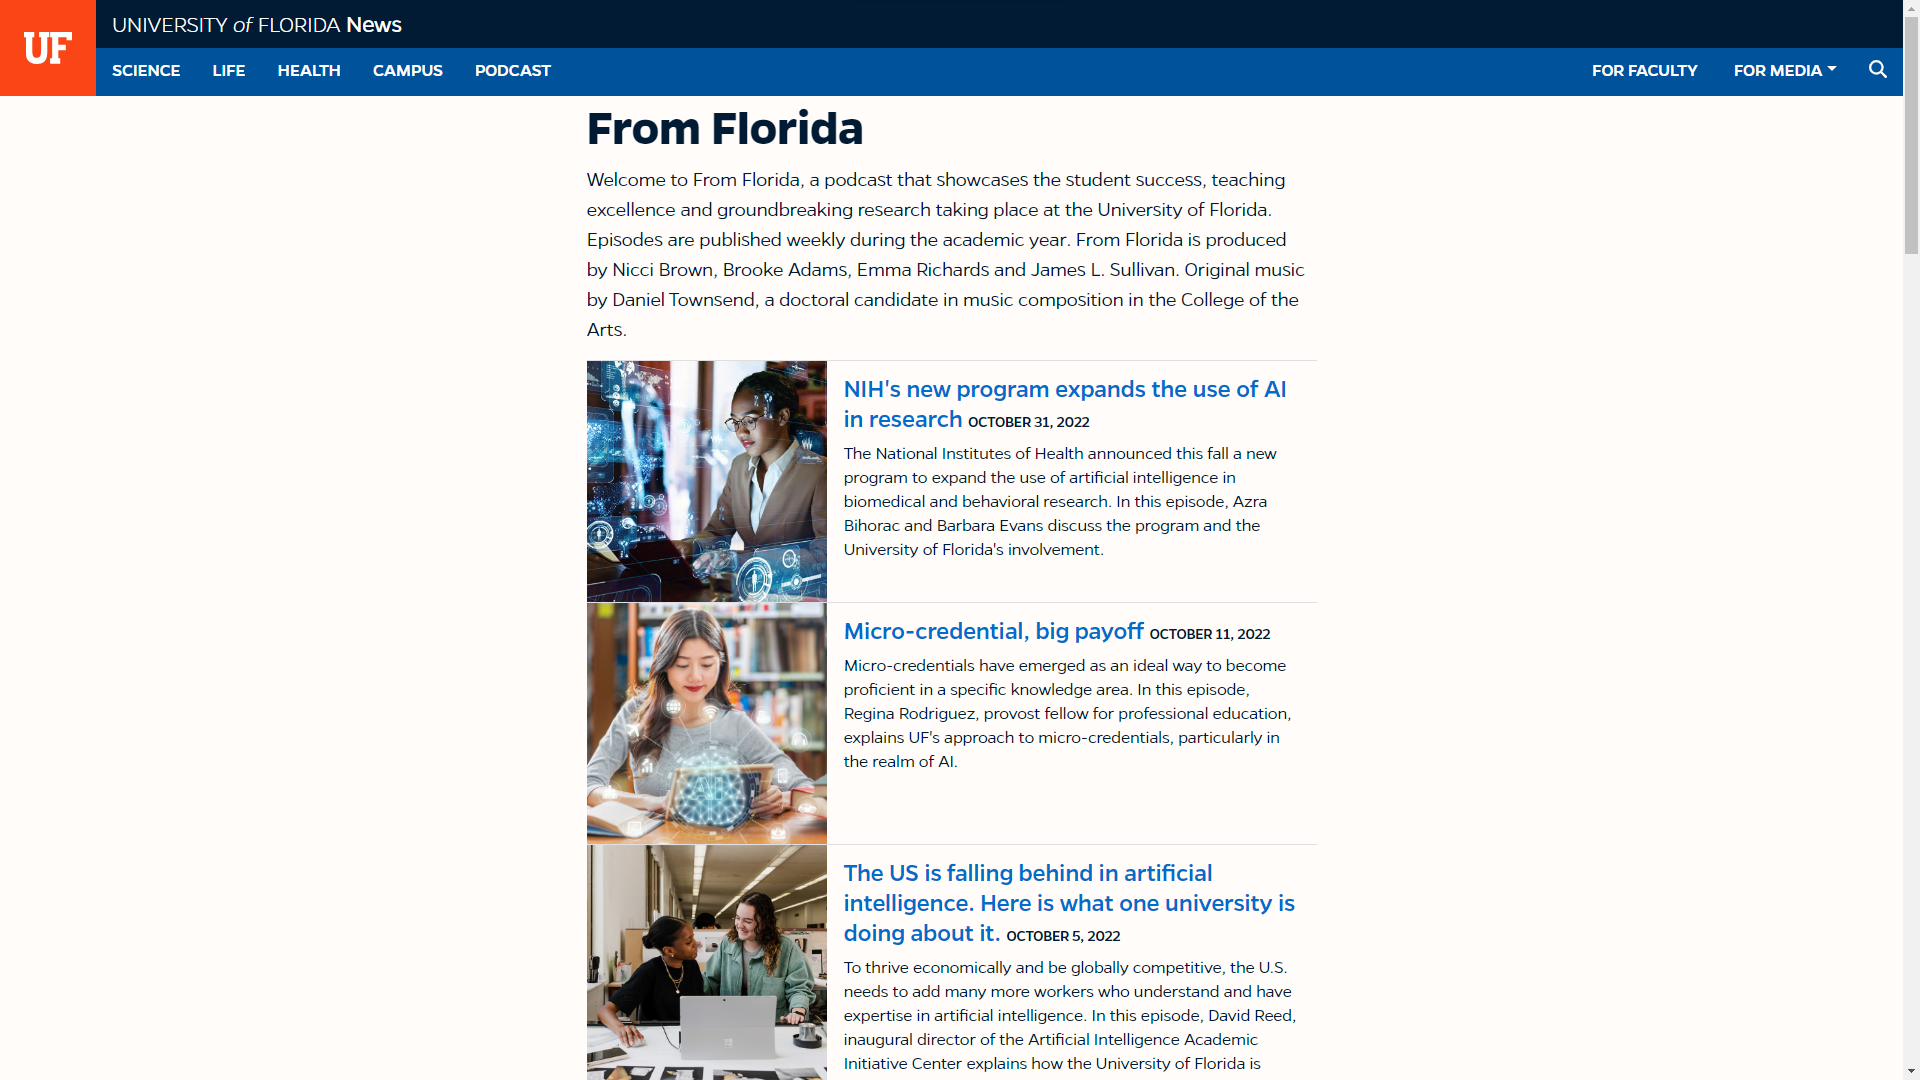 UF
UNIVERSITY of FLORIDA News
SCIENCE LIFE HEALTH CAMPUS PODCAST FOR FACULTY FOR MEDIA
From Florida
Welcome to From Florida, a podcast that showcases the student success, teaching
excellence and groundbreaking research taking place at the University of Florida.
Episodes are published weekly during the academic year. From Florida is produced
by Nicci Brown, Brooke Adams, Emma Richards and James L. Sullivan. Original music
by Daniel Townsend, a doctoral candidate in music composition in the College of the
Arts.
NIH's new program expands the use of AI
in research OCTOBER 31, 2022
The National Institutes of Health announced this fall a new
program to expand the use of artificial intelligence in
biomedical and behavioral research. In this episode, Azra
Bihorac and Barbara Evans discuss the program and the
University of Florida's involvement.
Micro-credential, big payoff OCTOBER 11, 2022
Micro-credentials have emerged as an ideal way to become
proficient in a specific knowledge area. In this episode,
Regina Rodriguez, provost fellow for professional education,
explains UF's approach to micro-credentials, particularly in
the realm of AI.
AI
The US is falling behind in artificial
intelligence. Here is what one university is
doing about it. OCTOBER 5, 2022
To thrive economically and be globally competitive, the U.S.
needs to add many more workers who understand and have
expertise in artificial intelligence. In this episode, David Reed,
inaugural director of the Artificial Intelligence Academic
Initiative Center explains how the University of Florida is